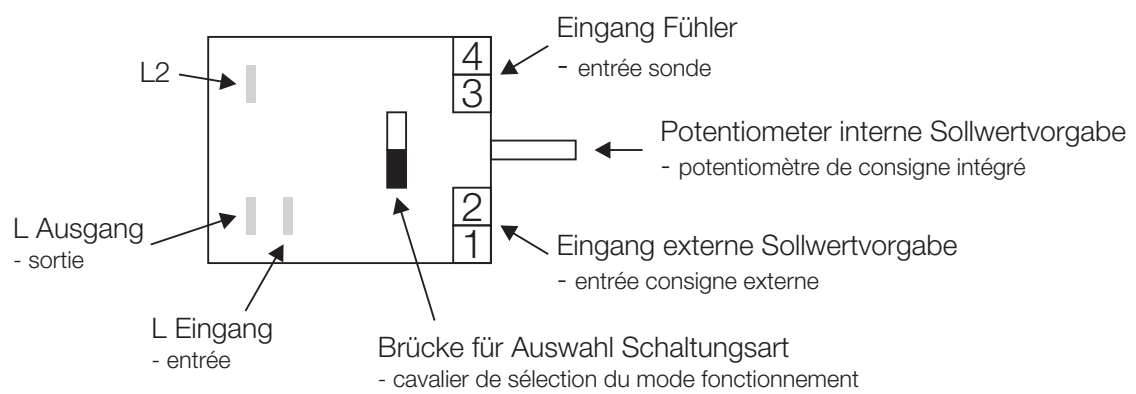 Eingang Fühler
- entrée sonde
L2
4
3
Potentiometer interne Sollwertvorgabe
- potentiomètre de consigne intégré
2
1
L Ausgang
- sortie
Eingang externe Sollwertvorgabe
- entrée consigne externe
L Eingang
- entrée
Brücke für Auswahl Schaltungsart
- cavalier de sélection du mode fonctionnement